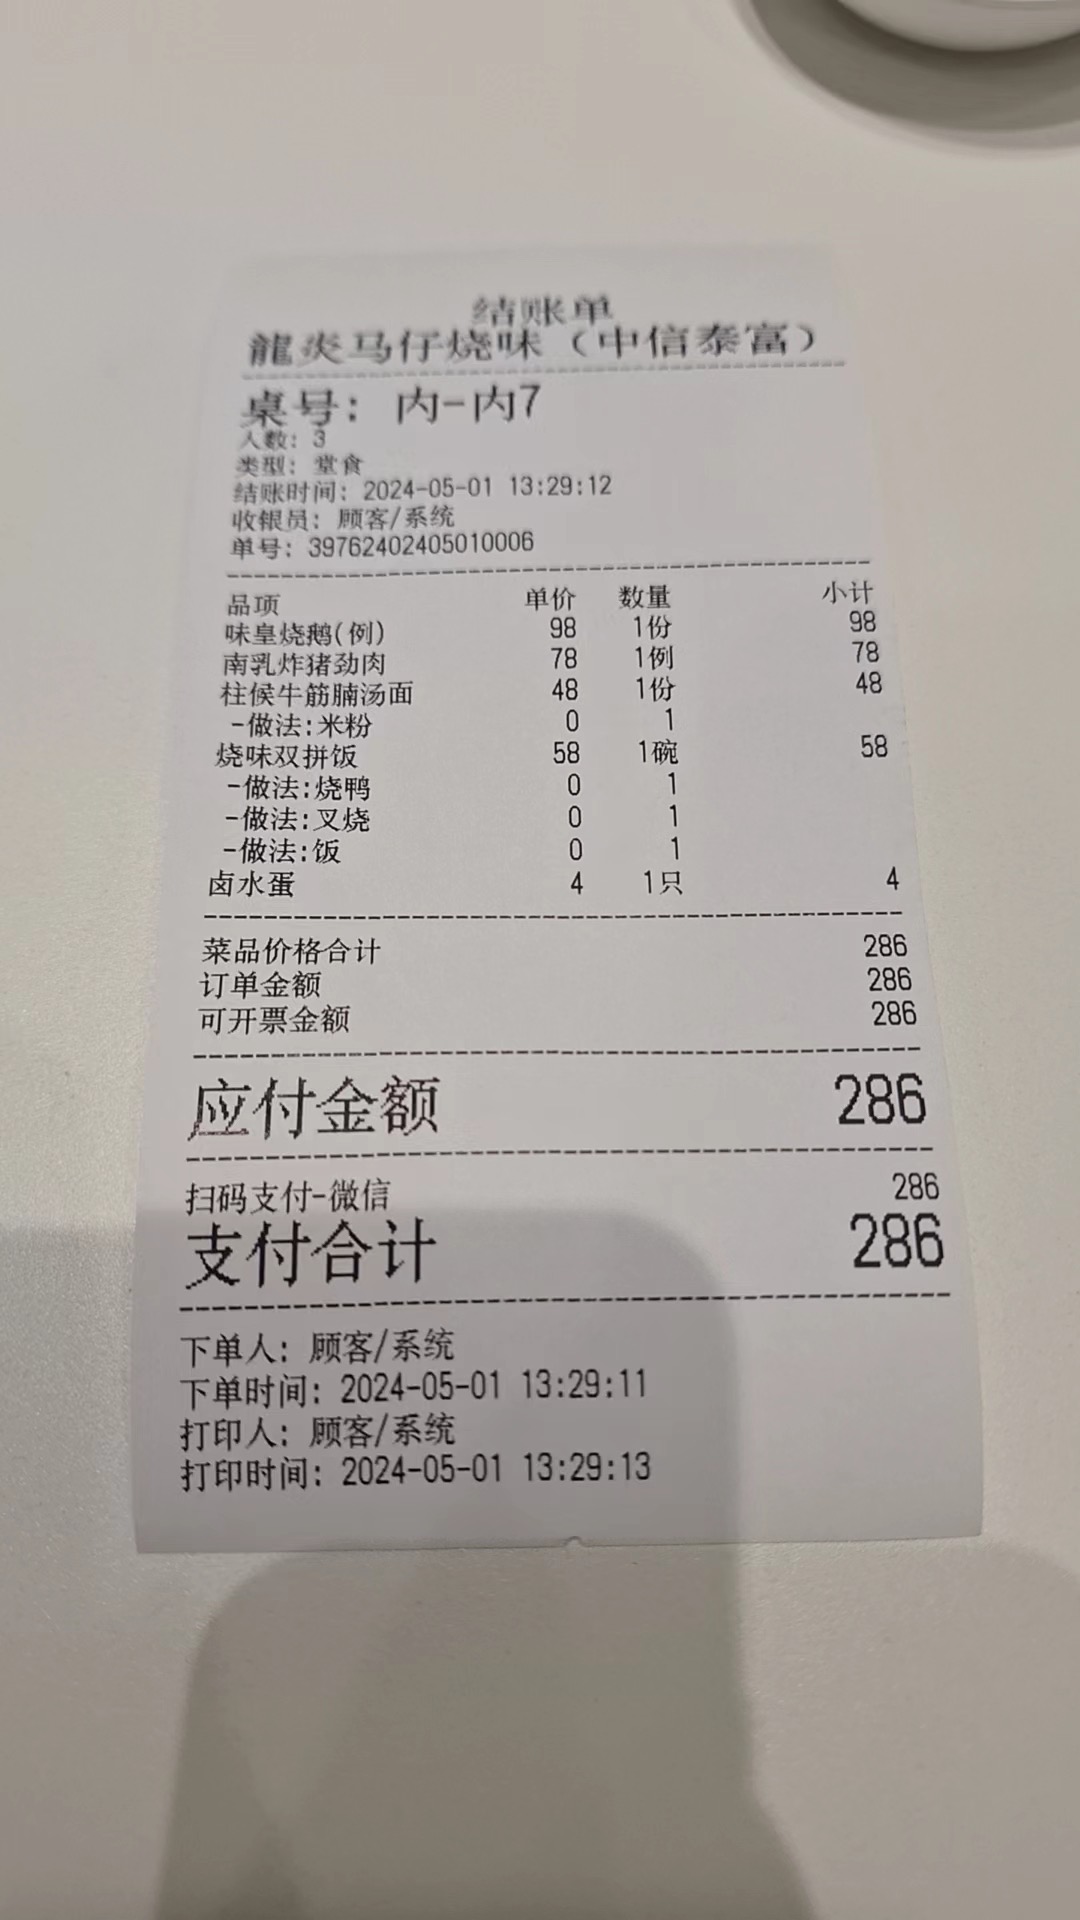 结账单
龍炎马仔烧味（中信泰富）
桌号: 内-内7
人数: 3
类型: 堂食
结账时间: 2024-05-01 13:29:12
收银员: 顾客/系统
单号: 39762402405010006
品项 单价 数量 小计
味皇烧鹅(例) 98 1份 98
南乳炸猪劲肉 78 1例 78
柱候牛筋腩汤面 48 1份 48
-做法:米粉 0 1
烧味双拼饭 58 1碗 58
-做法:烧鸭 0 1
-做法:叉烧 0 1
-做法:饭 0 1
卤水蛋 4 1只 4
菜品价格合计 286
订单金额 286
可开票金额 286
应付金额 286
扫码支付-微信 286
支付合计 286
下单人: 顾客/系统
下单时间: 2024-05-01 13:29:11
打印人: 顾客/系统
打印时间: 2024-05-01 13:29:13